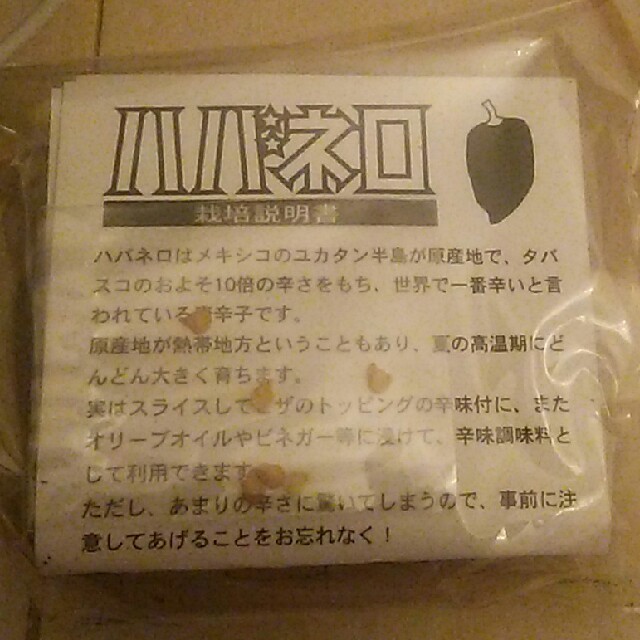 ハバネロ
栽培説明書
ハバネロはメキシコのユカタン半島が原産地で、タバ
スコのおよそ10倍の辛さをもち、世界で一番辛いと言
われている辛子です。
原産地が熱帯地方ということもあり、夏の高温期にど
んどん大きく育ちます。
実はスライスしてピザのトッピングの辛味付に、また
オリーブオイルやビネガー等に浸けて、辛味調味料と
して利用できます
ただし、あまりの辛さに驚いてしまうので、事前に注
意してあげることをお忘れなく！